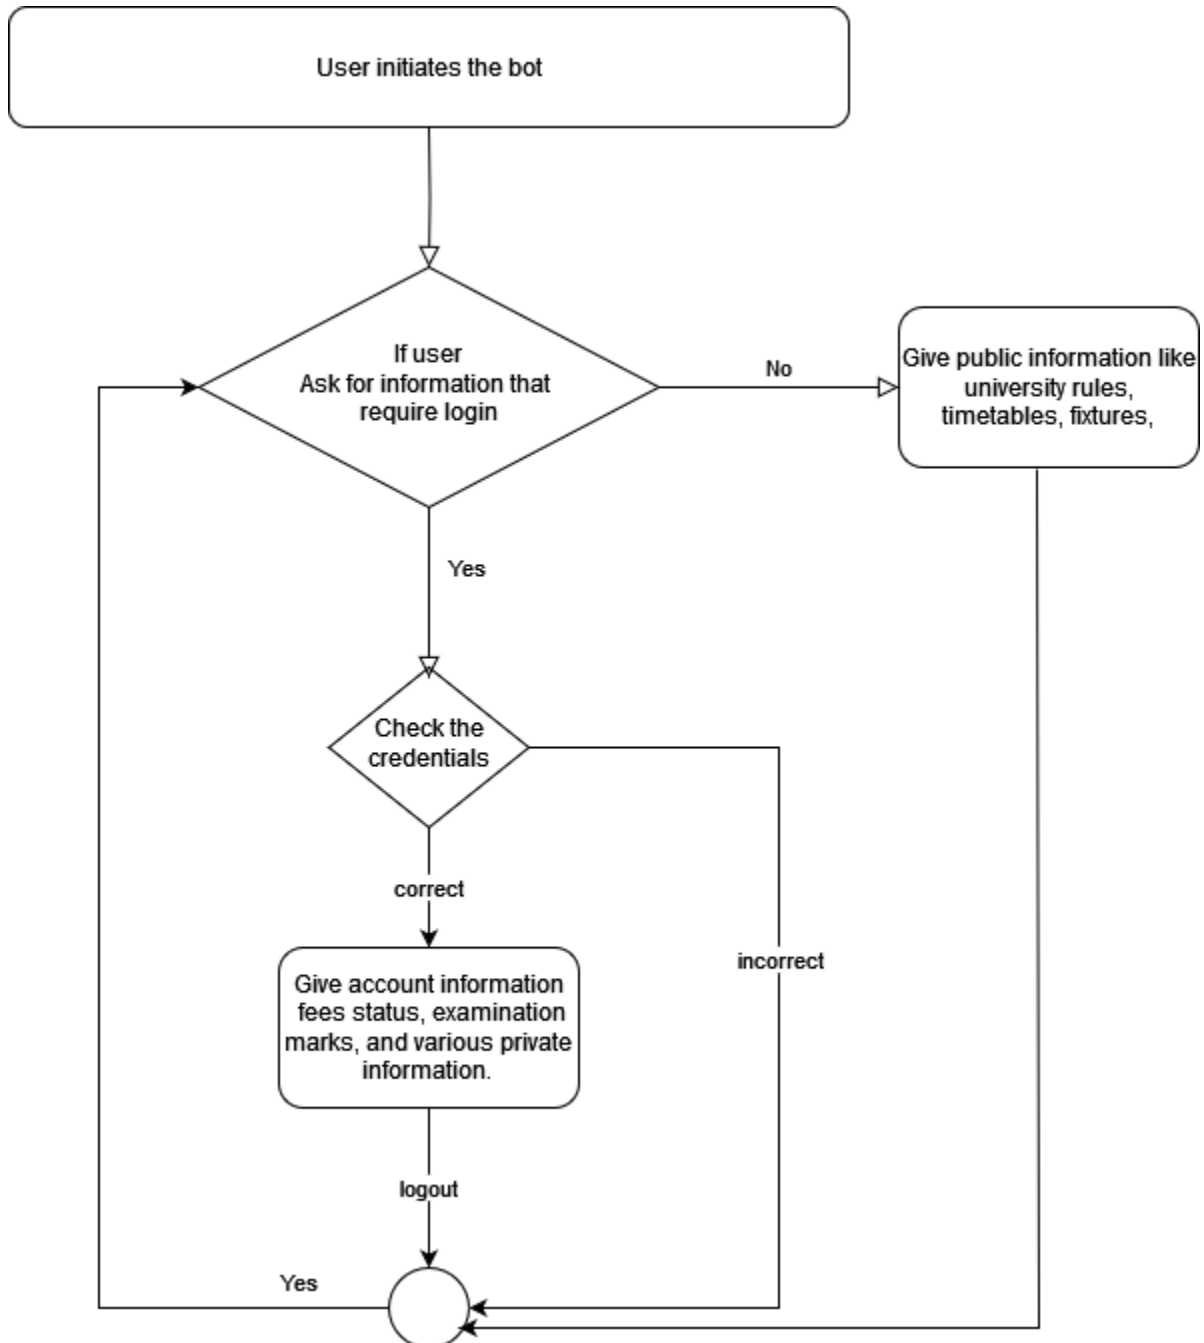 User initiates the bot
If user
Ask for information that
require login
No
Give public information like
university rules,
timetables, fixtures,
Yes
Check the
credentials
correct
incorrect
Give account information
fees status, examination
marks, and various private
information.
logout
Yes